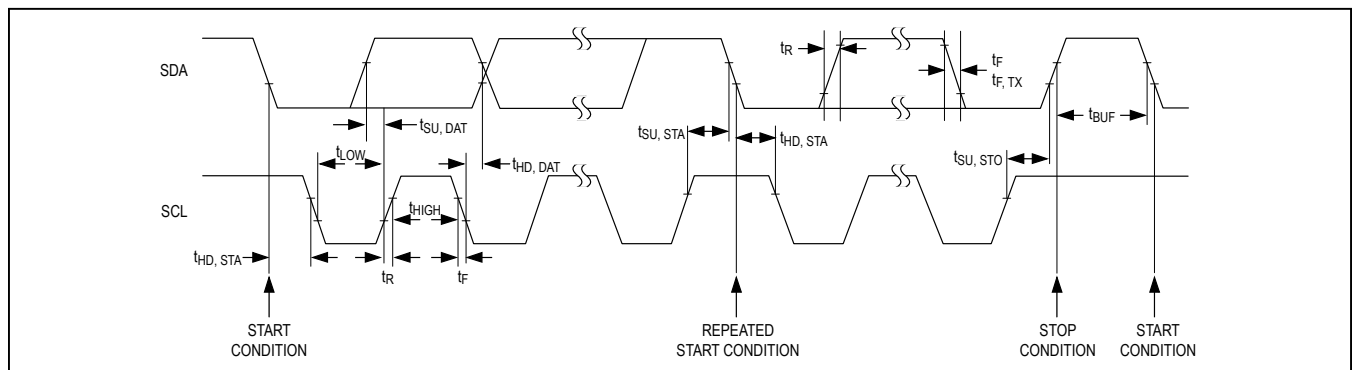 SDA
tR
tF
tF, TX
tSU, DAT
tSU, STA
tHD, STA
tBUF
tLOW
tHD, DAT
tSU, STO
SCL
tHIGH
tHD, STA
tR
tF
START
CONDITION
REPEATED
START CONDITION
STOP
CONDITION
START
CONDITION